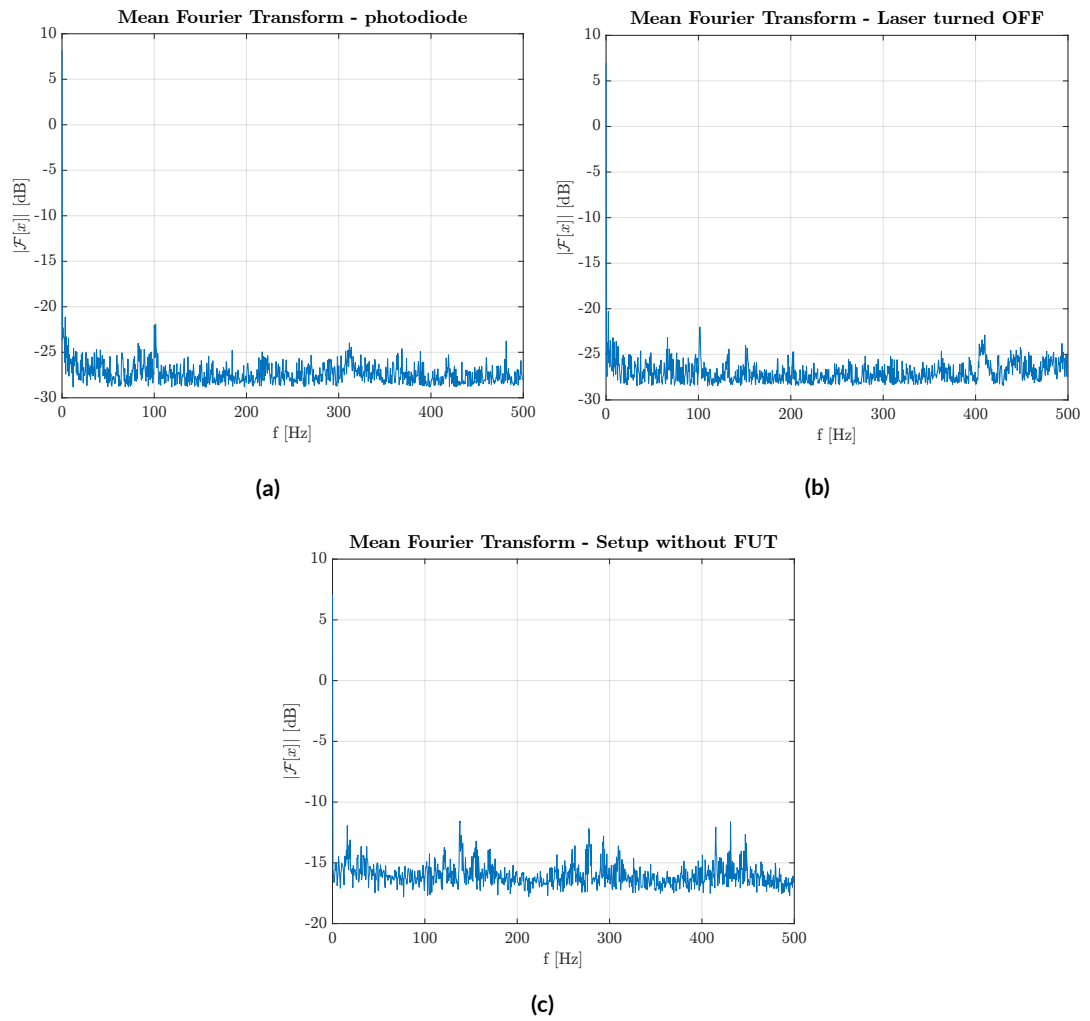 Mean Fourier Transform - photodiode
10
5
0
-5
-10
-15
-20
-25
-30
|ℱ[x]| [dB]
0 100 200 300 400 500
f [Hz]
(a)
Mean Fourier Transform - Laser turned OFF
10
5
0
-5
-10
-15
-20
-25
-30
|ℱ[x]| [dB]
0 100 200 300 400 500
f [Hz]
(b)
Mean Fourier Transform - Setup without FUT
10
5
0
-5
-10
-15
-20
|ℱ[x]| [dB]
0 100 200 300 400 500
f [Hz]
(c)